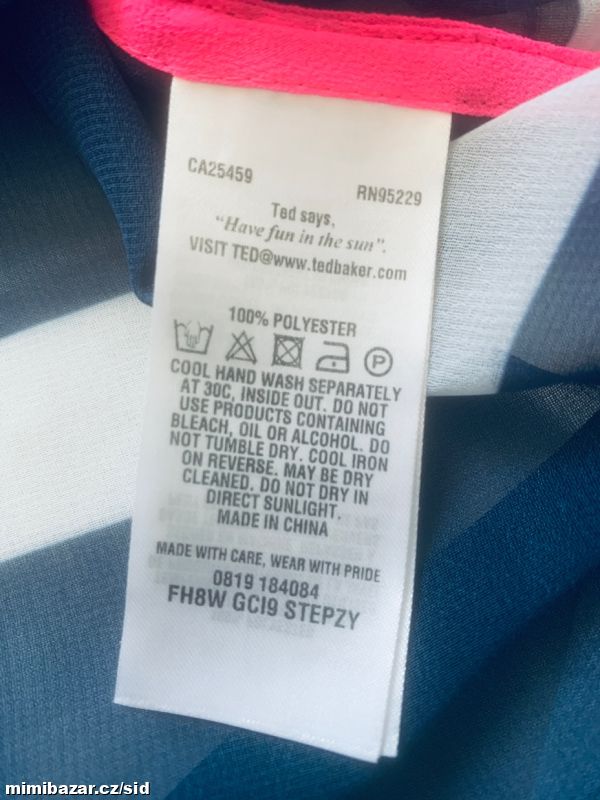 CA25459
RN95229
Ted says,
"Have fun in the sun".
VISIT TED@www.tedbaker.com
100% POLYESTER
P
COOL HAND WASH SEPARATELY
AT 30C, INSIDE OUT. DO NOT
USE PRODUCTS CONTAINING
BLEACH, OIL OR ALCOHOL. DO
NOT TUMBLE DRY. COOL IRON
ON REVERSE. MAY BE DRY
CLEANED. DO NOT DRY IN
DIRECT SUNLIGHT.
MADE IN CHINA
MADE WITH CARE, WEAR WITH PRIDE
0819 184084
FH8W GCI9 STEPZY
mimibazar.cz/sid